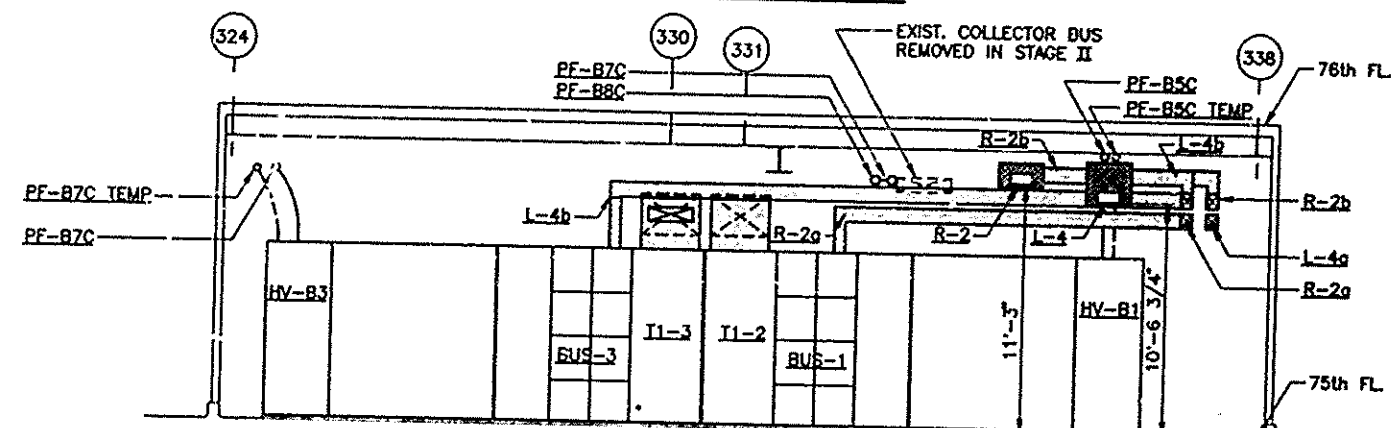 324
330
331
EXIST. COLLECTOR BUS
REMOVED IN STAGE II
338
76th FL.
PF-B7C
PF-B8C
PF-B5C
PF-B5C TEMP
R-2b
L-4b
PF-B7C TEMP
PF-B7C
L-4b
R-2a
R-2
L-4
R-2b
L-4a
R-2a
HV-B3
BUS-3
T1-3
T1-2
BUS-1
11'-3"
HV-B1
10'-6 3/4"
75th FL.